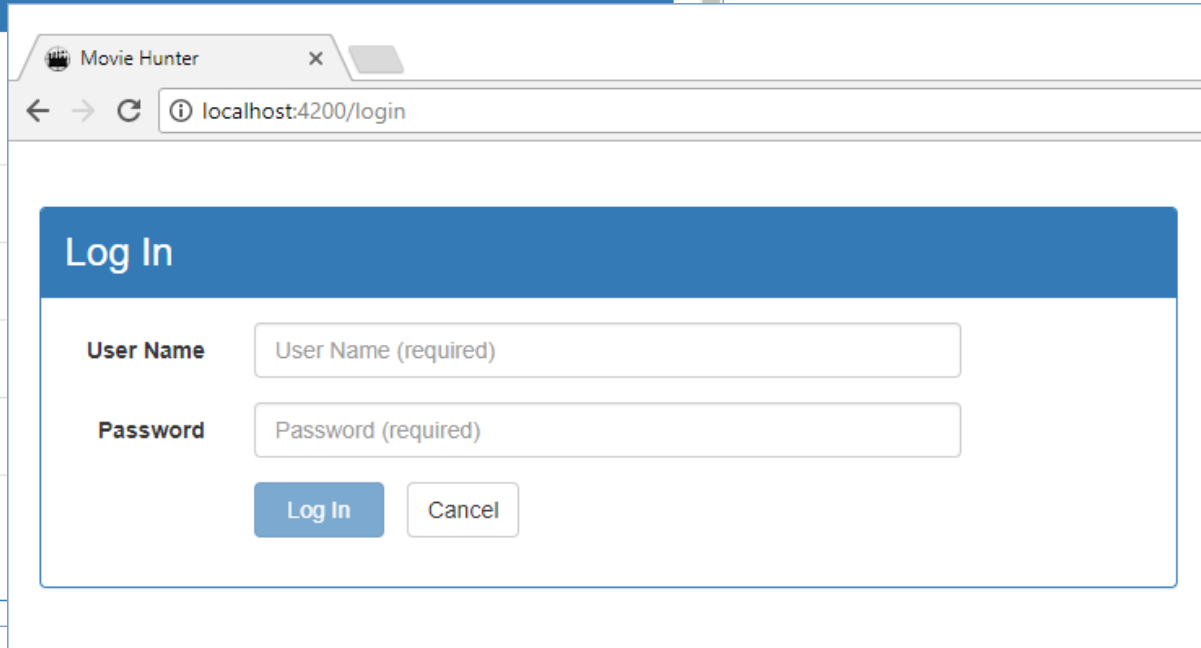 Movie Hunter
localhost:4200/login
Log In
User Name User Name (required)
Password Password (required)
Log In Cancel